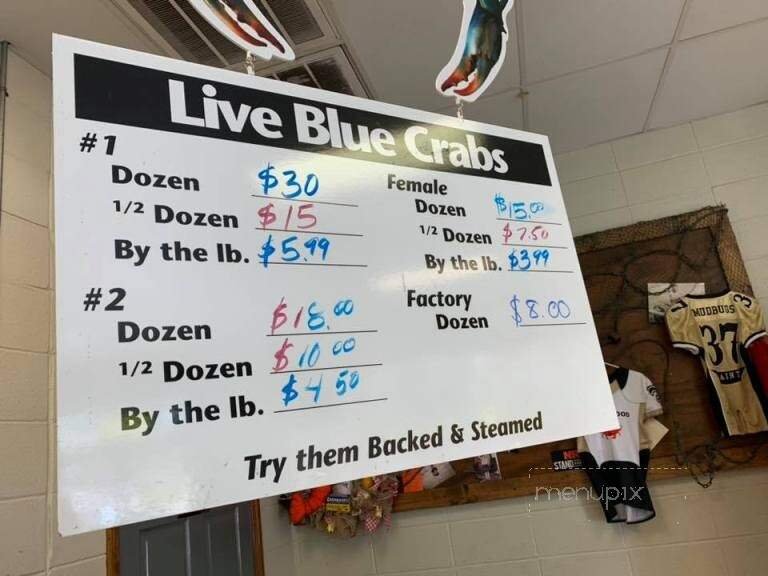 Live Blue Crabs
#1
Dozen $30
1/2 Dozen $15
By the lb. $5.99
#2
Dozen $18.00
1/2 Dozen $10 00
By the lb. $4 50
Female
Dozen $15.00
1/2 Dozen $7.50
By the lb. $3 99
Factory
Dozen $8.00
Try them Backed & Steamed
MUDBUGS
37
STAND
menupix